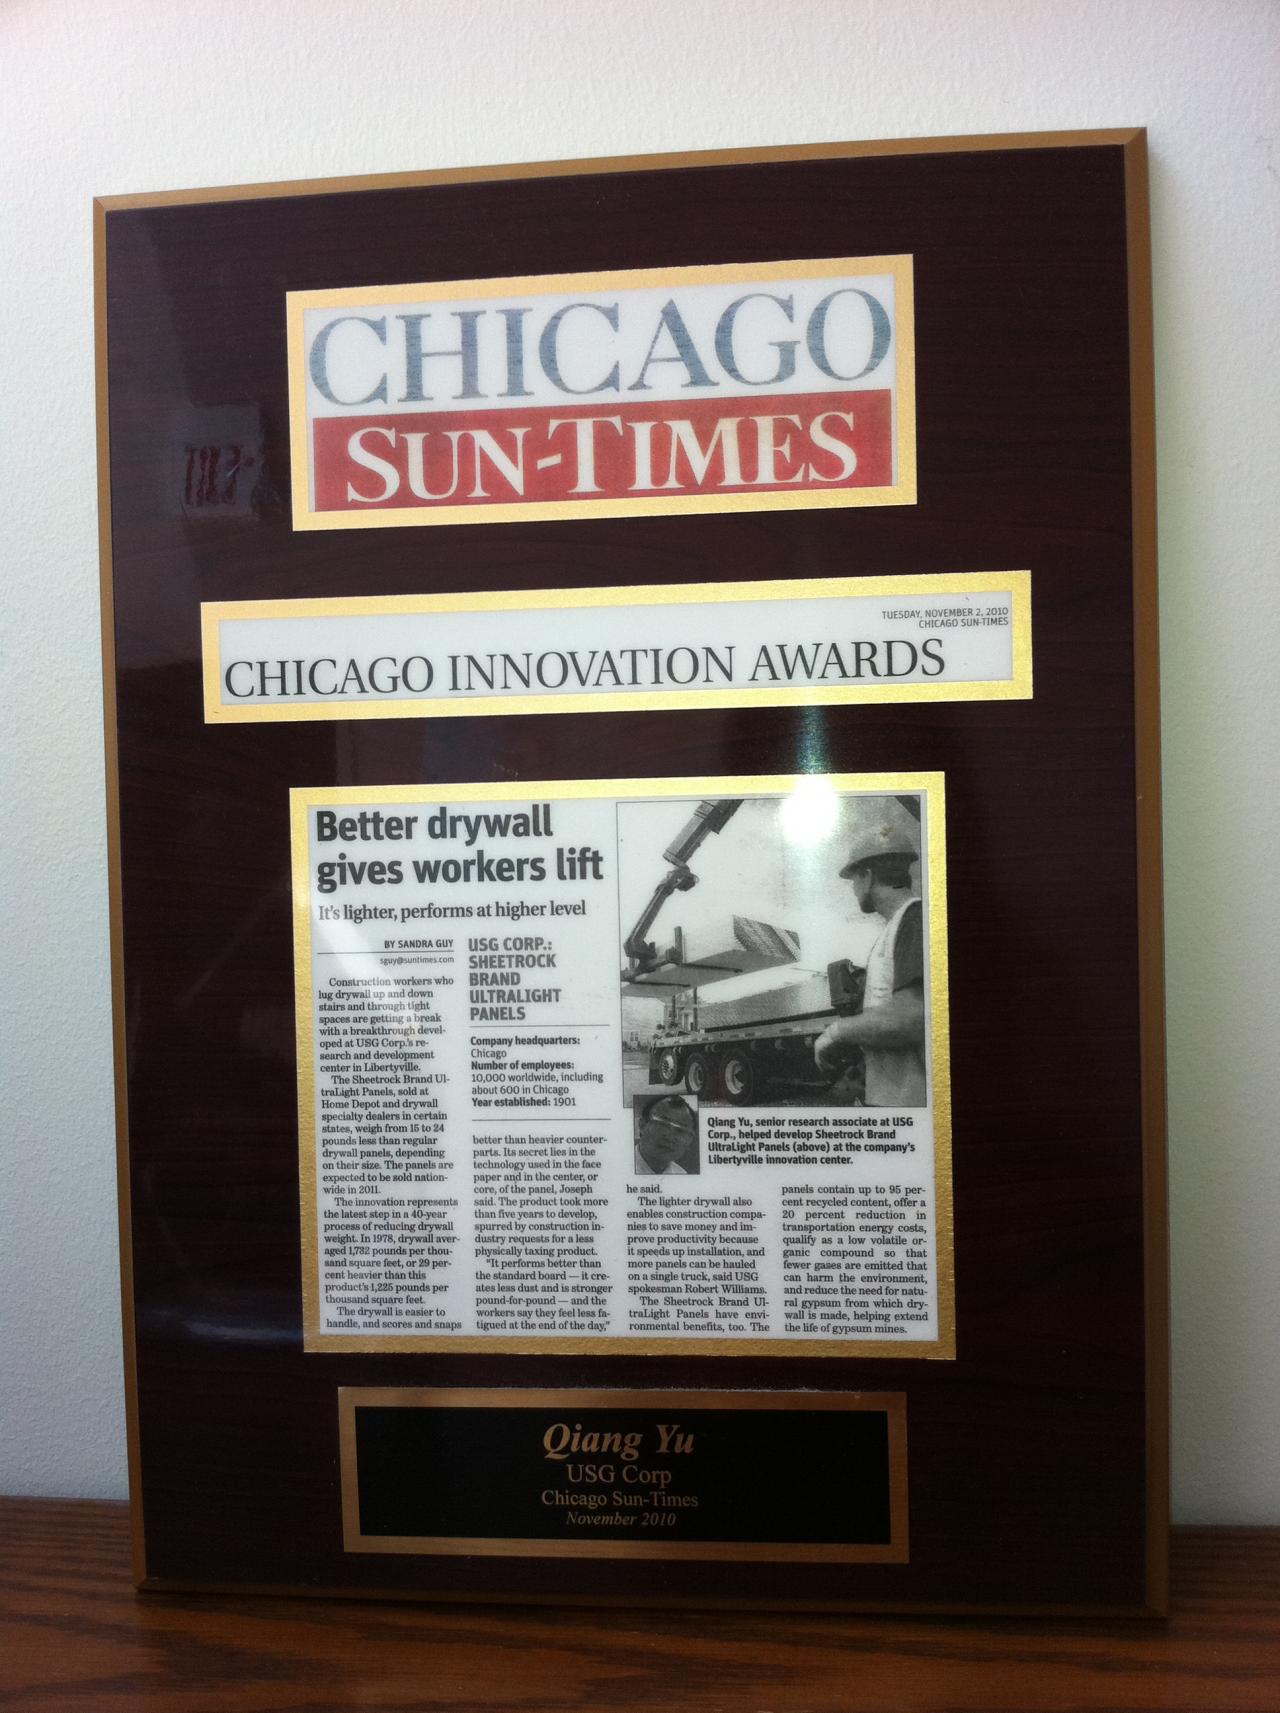 CHICAGO
SUN-TIMES
TUESDAY, NOVEMBER 2, 2010
CHICAGO SUN-TIMES
CHICAGO INNOVATION AWARDS
Better drywall
gives workers lift
It's lighter, performs at higher level
BY SANDRA GUY
sguy@suntimes.com
Construction workers who
lug drywall up and down
stairs and through tight
spaces are getting a break
with a breakthrough devel-
oped at USG Corp.'s re-
search and development
center in Libertyville.
The Sheetrock Brand Ul-
traLight Panels, sold at
Home Depot and drywall
specialty dealers in certain
states, weigh from 15 to 24
pounds less than regular
drywall panels, depending
on their size. The panels are
expected to be sold nation-
wide in 2011.
The innovation represents
the latest step in a 40-year
process of reducing drywall
weight. In 1978, drywall aver-
aged 1,732 pounds per thou-
sand square feet, or 29 per-
cent heavier than this
product's 1,225 pounds per
thousand square feet.
The drywall is easier to
handle, and scores and snaps
USG CORP.:
SHEETROCK
BRAND
ULTRALIGHT
PANELS
Company headquarters:
Chicago
Number of employees:
10,000 worldwide, including
about 600 in Chicago
Year established: 1901
better than heavier counter-
parts. Its secret lies in the
technology used in the face
paper and in the center, or
core, of the panel, Joseph
said. The product took more
than five years to develop,
spurred by construction in-
dustry requests for a less
physically taxing product.
"It performs better than
the standard board — it cre-
ates less dust and is stronger
pound-for-pound — and the
workers say they feel less fa-
tigued at the end of the day,"
Qiang Yu, senior research associate at USG
Corp., helped develop Sheetrock Brand
UltraLight Panels (above) at the company's
Libertyville innovation center.
he said.
The lighter drywall also
enables construction compa-
nies to save money and im-
prove productivity because
it speeds up installation, and
more panels can be hauled
on a single truck, said USG
spokesman Robert Williams.
The Sheetrock Brand Ul-
traLight Panels have envi-
ronmental benefits, too. The
panels contain up to 95 per-
cent recycled content, offer a
20 percent reduction in
transportation energy costs,
qualify as a low volatile or-
ganic compound so that
fewer gases are emitted that
can harm the environment,
and reduce the need for natu-
ral gypsum from which dry-
wall is made, helping extend
the life of gypsum mines.
Qiang Yu
USG Corp
Chicago Sun-Times
November 2010